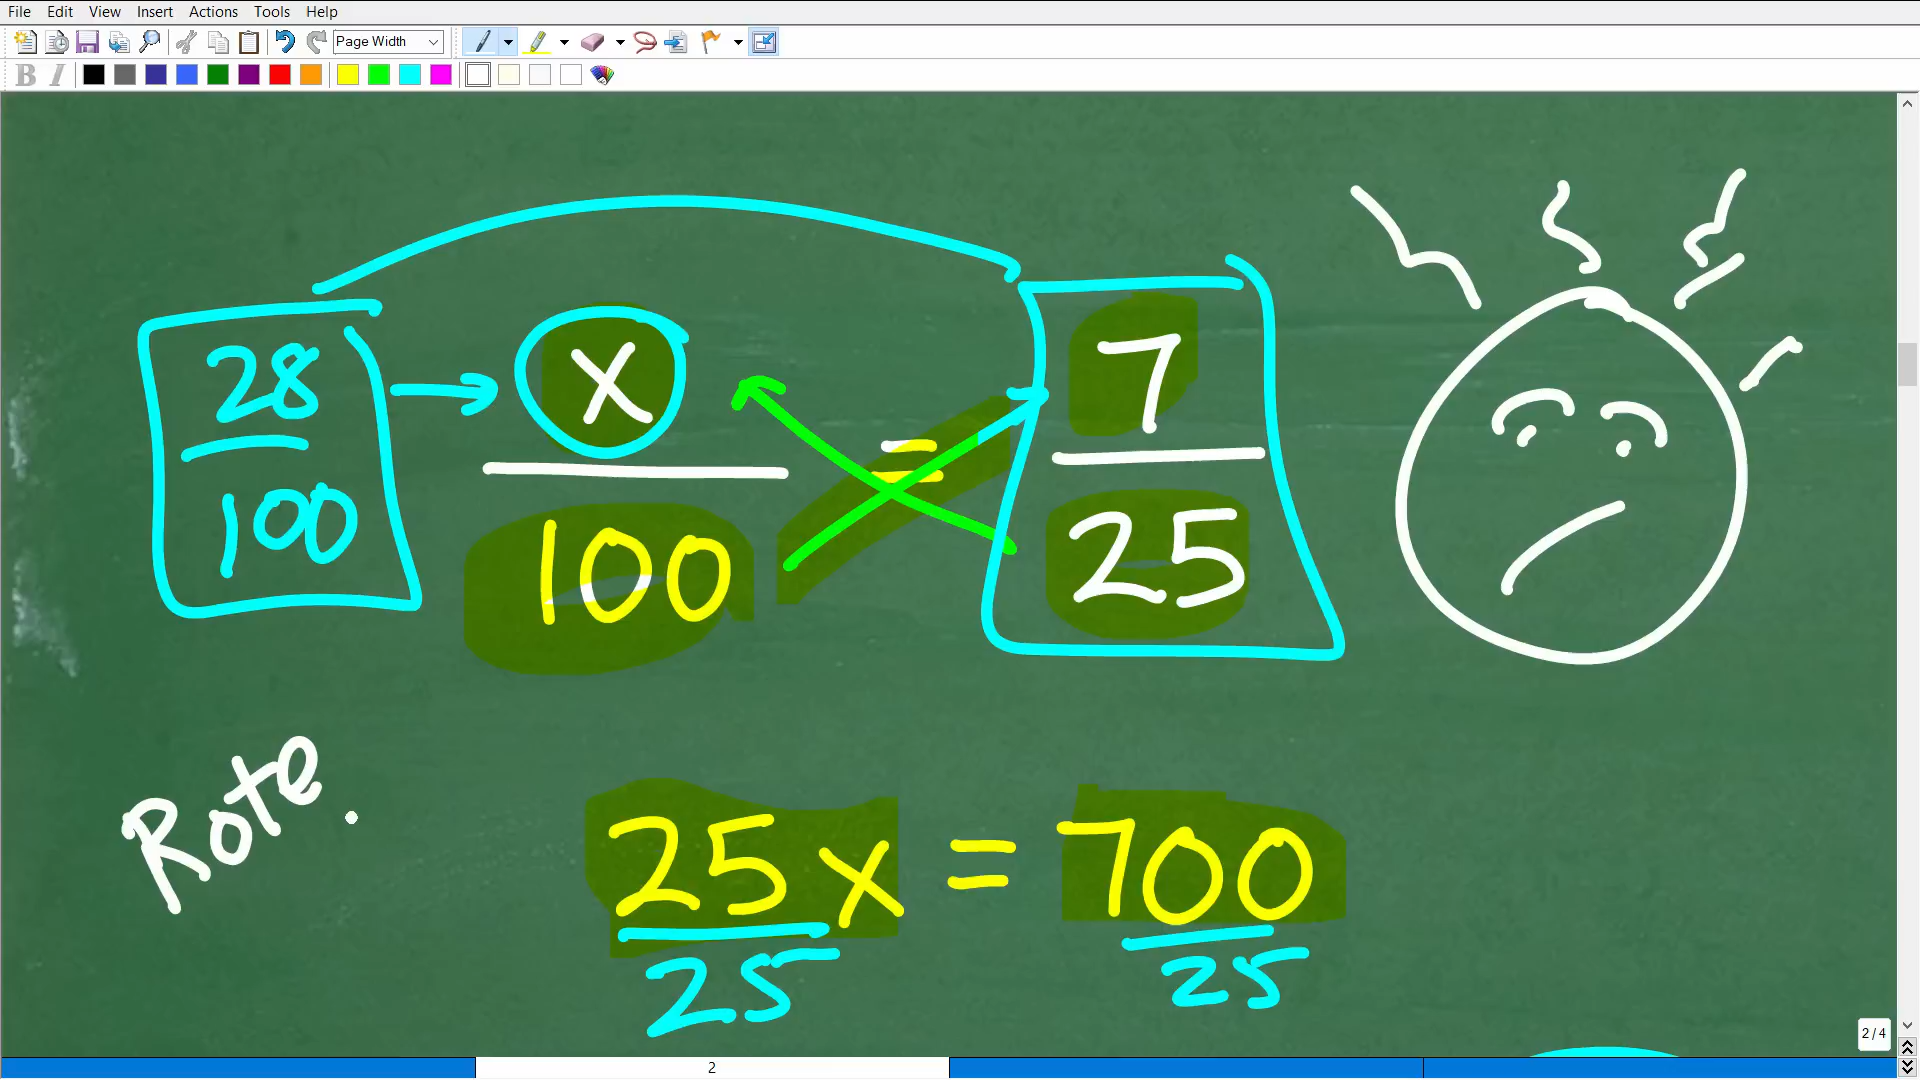 File Edit View Insert Actions Tools Help
Page Width
B I
28 / 100 → x / 100 = 7 / 25
Rote
25x = 700
25 25
2/4
2